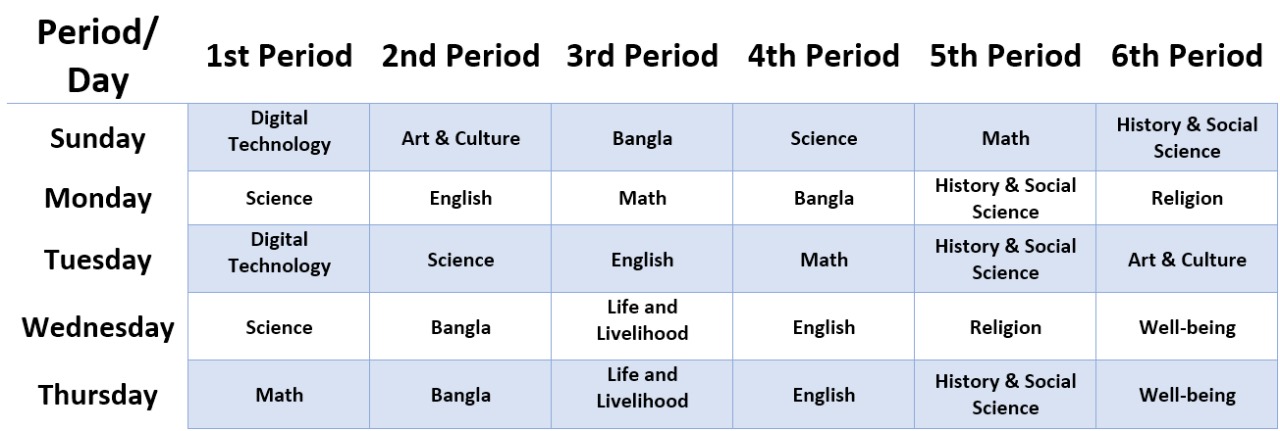 Period/
Day
1st Period 2nd Period 3rd Period 4th Period 5th Period 6th Period
Sunday
Digital
Technology
Art & Culture
Bangla
Science
Math
History & Social
Science
Monday
Science
English
Math
Bangla
History & Social
Science
Religion
Tuesday
Digital
Technology
Science
English
Math
History & Social
Science
Art & Culture
Wednesday
Science
Bangla
Life and
Livelihood
English
Religion
Well-being
Thursday
Math
Bangla
Life and
Livelihood
English
History & Social
Science
Well-being